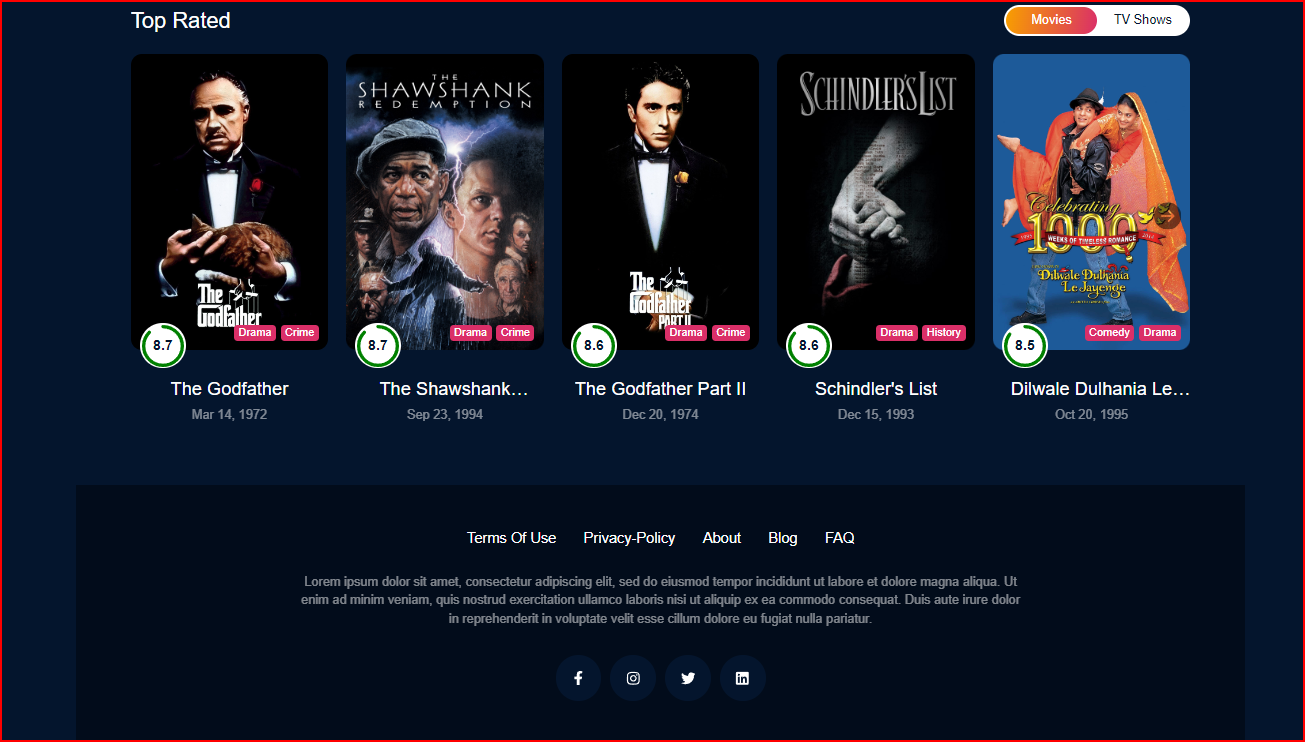 Top Rated
Movies
TV Shows
THE
SHAWSHANK
REDEMPTION
SCHINDLER'S LIST
Celebrating
1000
1995 WEEKS OF TIMELESS ROMANCE 2014
Dilwale Dulhania
Le Jayenge
The
Godfather
The
Godfather
PART II
Drama Crime
Drama Crime
Drama Crime
Drama History
Comedy Drama
8.7
8.7
8.6
8.6
8.5
The Godfather
The Shawshank…
The Godfather Part II
Schindler's List
Dilwale Dulhania Le…
Mar 14, 1972
Sep 23, 1994
Dec 20, 1974
Dec 15, 1993
Oct 20, 1995
Terms Of Use
Privacy-Policy
About
Blog
FAQ
Lorem ipsum dolor sit amet, consectetur adipiscing elit, sed do eiusmod tempor incididunt ut labore et dolore magna aliqua. Ut
enim ad minim veniam, quis nostrud exercitation ullamco laboris nisi ut aliquip ex ea commodo consequat. Duis aute irure dolor
in reprehenderit in voluptate velit esse cillum dolore eu fugiat nulla pariatur.